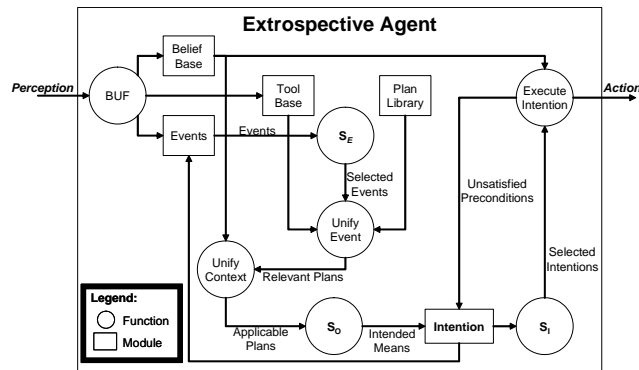 Extrospective Agent
Perception
BUF
Belief
Base
Tool
Base
Plan
Library
Execute
Intention
Action
Events
Events
S_E
Selected
Events
Unsatisfied
Preconditions
Unify
Event
Unify
Context
Relevant Plans
Selected
Intentions
Legend:
Function
Module
Applicable
Plans
S_O
Intended
Means
Intention
S_I